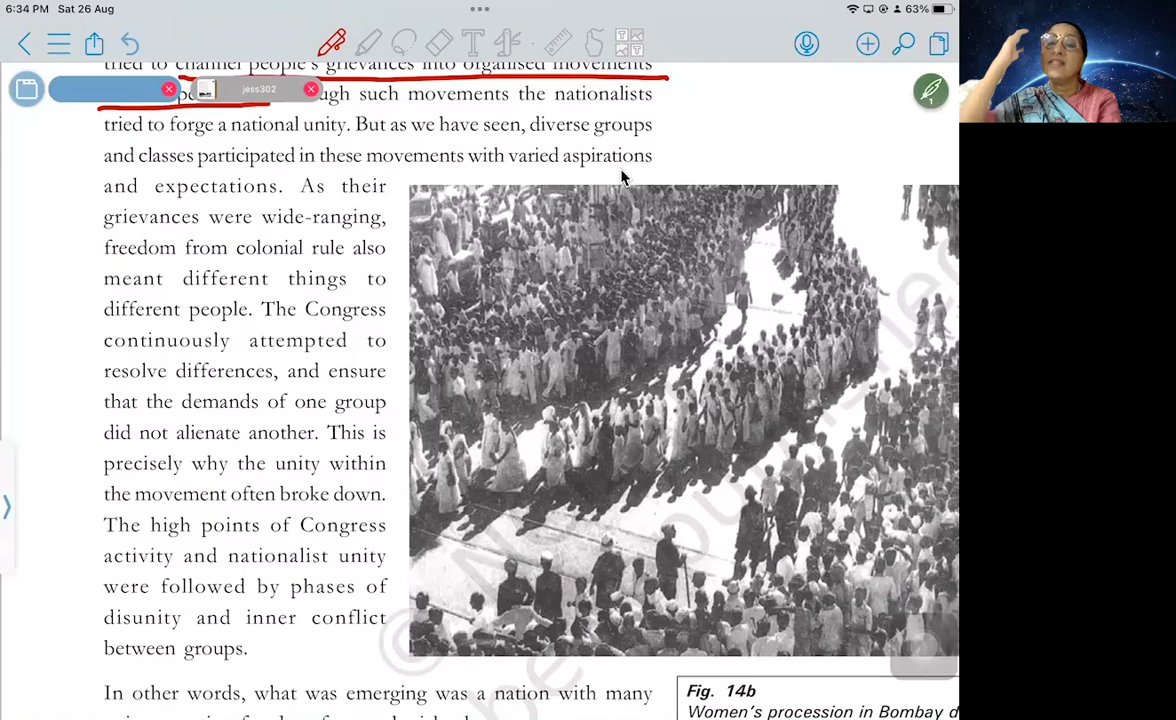 6:34 PM Sat 26 Aug
63%
tried to channel people's grievances into organised movements
jess302
ugh such movements the nationalists
tried to forge a national unity. But as we have seen, diverse groups
and classes participated in these movements with varied aspirations
and expectations. As their
grievances were wide-ranging,
freedom from colonial rule also
meant different things to
different people. The Congress
continuously attempted to
resolve differences, and ensure
that the demands of one group
did not alienate another. This is
precisely why the unity within
the movement often broke down.
The high points of Congress
activity and nationalist unity
were followed by phases of
disunity and inner conflict
between groups.
In other words, what was emerging was a nation with many
Fig. 14b
Women's procession in Bombay d